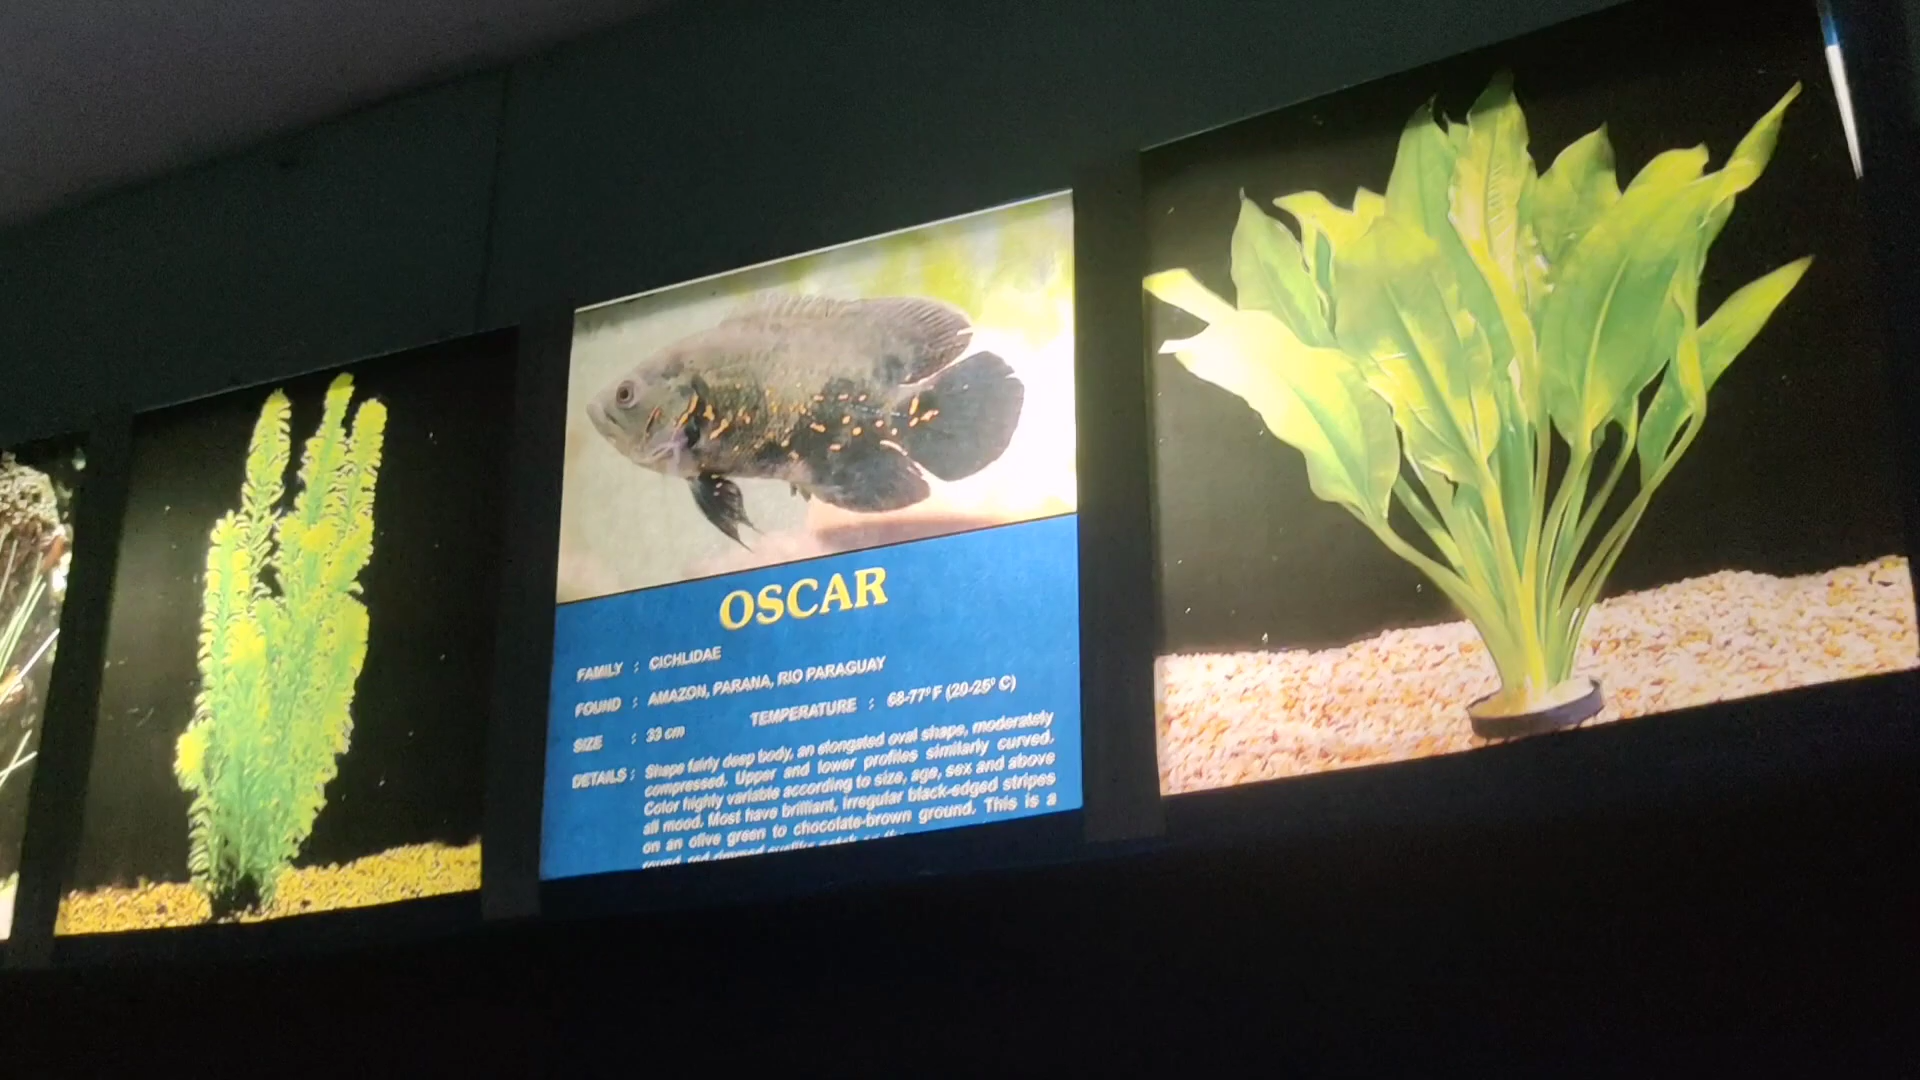 OSCAR
FAMILY : CICHLIDAE
FOUND : AMAZON, PARANA, RIO PARAGUAY
SIZE : 33 cm TEMPERATURE : 68-77°F (20-25° C)
DETAILS : Shape fairly deep body, an elongated oval shape, moderately
compressed. Upper and lower profiles similarly curved.
Color highly variable according to size, age, sex and above
all mood. Most have brilliant, irregular black-edged stripes
on an olive green to chocolate-brown ground. This is a
round, red